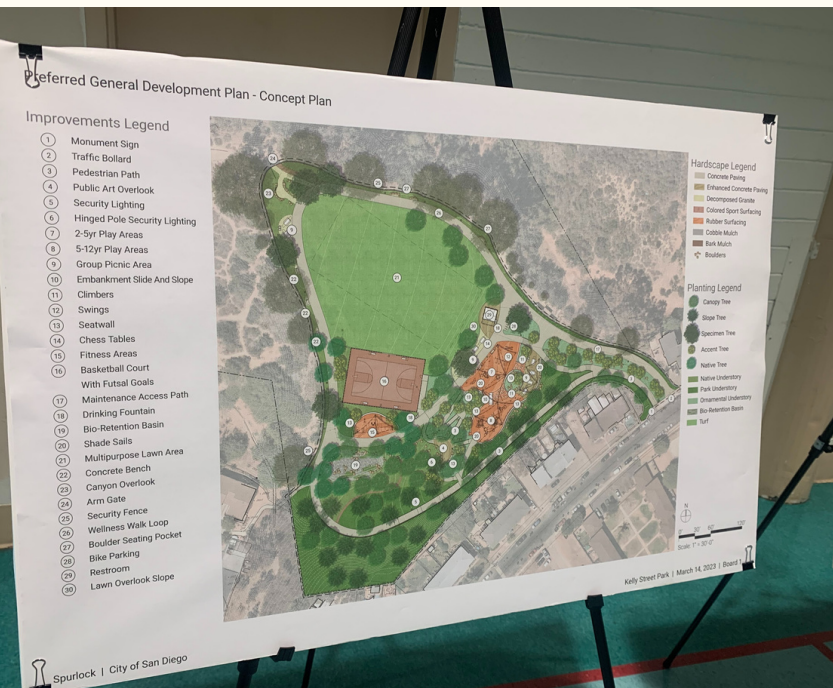 Preferred General Development Plan - Concept Plan
Improvements Legend
1 Monument Sign
2 Traffic Bollard
3 Pedestrian Path
4 Public Art Overlook
5 Security Lighting
6 Hinged Pole Security Lighting
7 2-5yr Play Areas
8 5-12yr Play Areas
9 Group Picnic Area
10 Embankment Slide And Slope
11 Climbers
12 Swings
13 Seatwall
14 Chess Tables
15 Fitness Areas
16 Basketball Court
With Futsal Goals
17 Maintenance Access Path
18 Drinking Fountain
19 Bio-Retention Basin
20 Shade Sails
21 Multipurpose Lawn Area
22 Concrete Bench
23 Canyon Overlook
24 Arm Gate
25 Security Fence
26 Wellness Walk Loop
27 Boulder Seating Pocket
28 Bike Parking
29 Restroom
30 Lawn Overlook Slope
Hardscape Legend
Concrete Paving
Enhanced Concrete Paving
Decomposed Granite
Colored Sport Surfacing
Rubber Surfacing
Cobble Mulch
Bark Mulch
Boulders
Planting Legend
Canopy Tree
Slope Tree
Specimen Tree
Accent Tree
Native Tree
Native Understory
Park Understory
Ornamental Understory
Bio-Retention Basin
Turf
N
Scale: 1" = 30'-0"
Kelly Street Park | March 14, 2023 | Board 1
Spurlock | City of San Diego